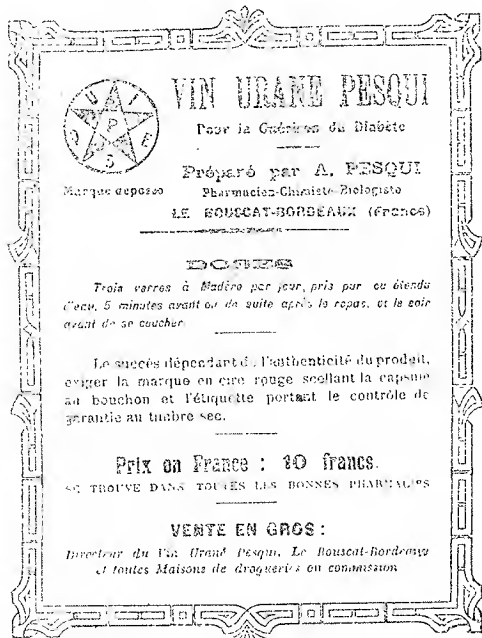 VIN URANÉ PESQUI
Pour la Guérison du Diabète
P E S Q U I
Marque déposée
Préparé par A. PESQUI
Pharmacien-Chimiste-Biologiste
LE BOUSCAT-BORDEAUX (France)
DOSES
Trois verres à Madère par jour, pris pur ou étendu
d'eau, 5 minutes avant ou de suite après le repas, et le soir
avant de se coucher.
Le succès dépendant de l'authenticité du produit,
exiger la marque en cire rouge scellant la capsule
au bouchon et l'étiquette portant le contrôle de
garantie au timbre sec.
Prix en France : 10 francs.
SE TROUVE DANS TOUTES LES BONNES PHARMACIES
VENTE EN GROS :
Directeur du Vin Urané Pesqui, Le Bouscat-Bordeaux
et toutes Maisons de drogueries en commission